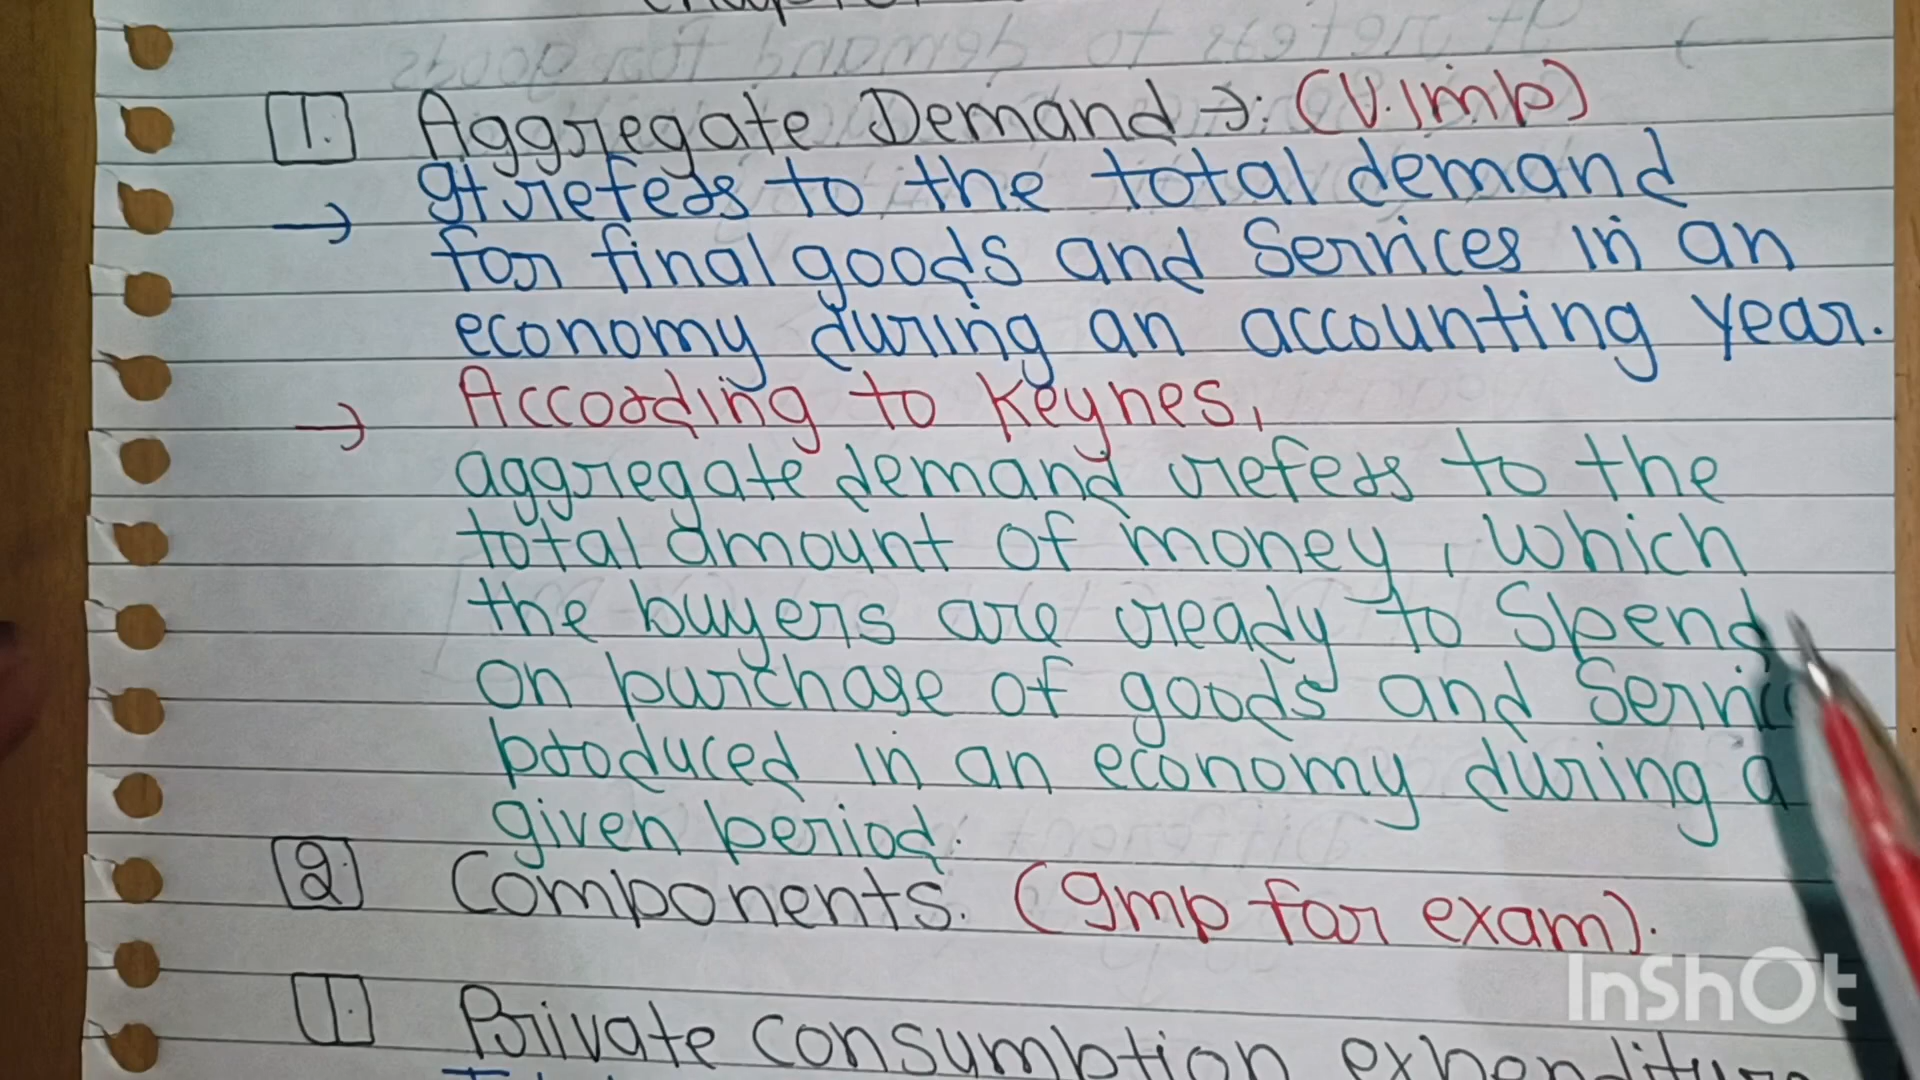 1. Aggregate Demand →: (V.Imp)
→ It refers to the total demand
for final goods and Services in an
economy during an accounting year.
→ According to Keynes,
aggregate demand refers to the
total amount of money, which
the buyers are ready to Spend
on purchase of goods and Servic
produced in an economy during a
given period.
2. Components. (Imp for exam).
1. Private consumption expenditure
InShOt